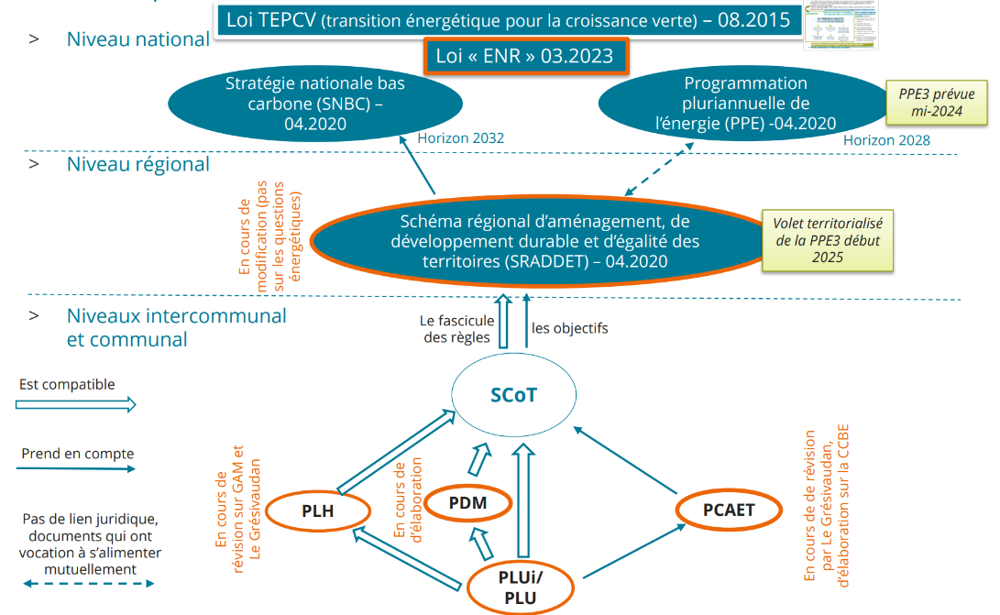 Loi TEPCV (transition énergétique pour la croissance verte) – 08.2015
> Niveau national
Loi « ENR » 03.2023
Stratégie nationale bas
carbone (SNBC) –
04.2020
Programmation
pluriannuelle de
l'énergie (PPE) -04.2020
PPE3 prévue
mi-2024
Horizon 2032
Horizon 2028
> Niveau régional
En cours de
modification (pas
sur les questions
énergétiques)
Schéma régional d'aménagement, de
développement durable et d'égalité des
territoires (SRADDET) – 04.2020
Volet territorialisé
de la PPE3 début
2025
> Niveaux intercommunal
et communal
Le fascicule
des règles
les objectifs
Est compatible
SCoT
Prend en compte
En cours de
révision sur GAM et
Le Grésivaudan
PLH
En cours de
d'élaboration
PDM
PCAET
En cours de révision
par Le Grésivaudan,
d'élaboration sur la CCBE
Pas de lien juridique,
documents qui ont
vocation à s'alimenter
mutuellement
PLUi/
PLU